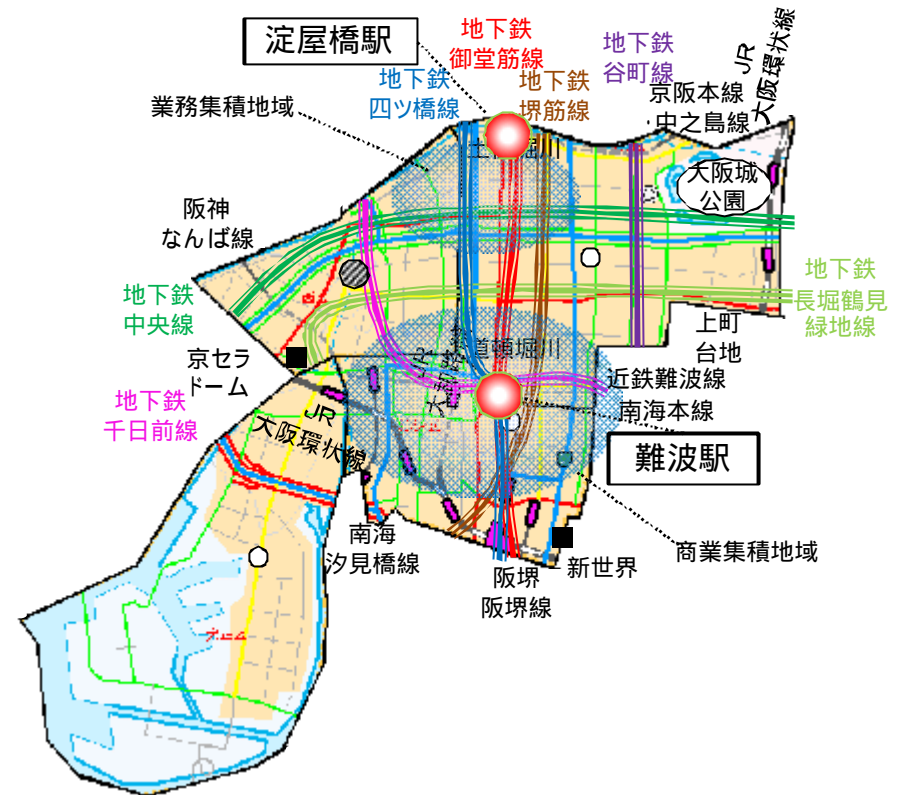 淀屋橋駅
地下鉄
御堂筋線
地下鉄
谷町線
JR
大阪環状線
地下鉄
四ツ橋線
地下鉄
堺筋線
業務集積地域
京阪本線
中之島線
土佐堀川
大阪城
公園
阪神
なんば線
地下鉄
中央線
地下鉄
長堀鶴見
緑地線
上町
台地
道頓堀川
JR
大和路線
京セラ
ドーム
近鉄難波線
南海本線
地下鉄
千日前線
JR
大阪環状線
難波駅
南海
汐見橋線
新世界
商業集積地域
阪堺
阪堺線